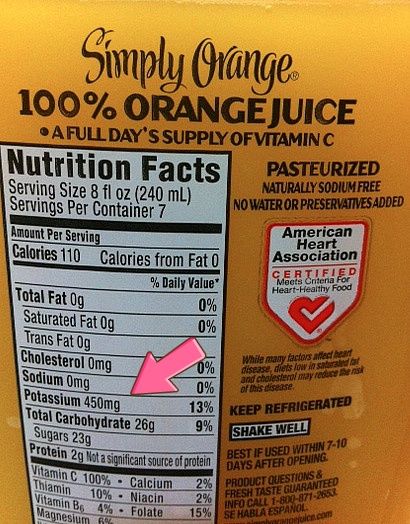 Simply Orange®
100% ORANGE JUICE
• A FULL DAY'S SUPPLY OF VITAMIN C
Nutrition Facts
Serving Size 8 fl oz (240 mL)
Servings Per Container 7
Amount Per Serving
Calories 110 Calories from Fat 0
% Daily Value*
Total Fat 0g 0%
Saturated Fat 0g 0%
Trans Fat 0g
Cholesterol 0mg 0%
Sodium 0mg 0%
Potassium 450mg 13%
Total Carbohydrate 26g 9%
Sugars 23g
Protein 2g Not a significant source of protein
Vitamin C 100% • Calcium 2%
Thiamin 10% • Niacin 2%
Vitamin B6 4% • Folate 15%
Magnesium 6%
PASTEURIZED
NATURALLY SODIUM FREE
NO WATER OR PRESERVATIVES ADDED
American
Heart
Association
CERTIFIED
Meets Criteria For
Heart-Healthy Food
While many factors affect heart
disease, diets low in saturated fat
and cholesterol may reduce the risk
of this disease.
KEEP REFRIGERATED
SHAKE WELL
BEST IF USED WITHIN 7-10
DAYS AFTER OPENING.
PRODUCT QUESTIONS &
FRESH TASTE GUARANTEED
INFO CALL 1-800-871-2653.
SE HABLA ESPAÑOL.